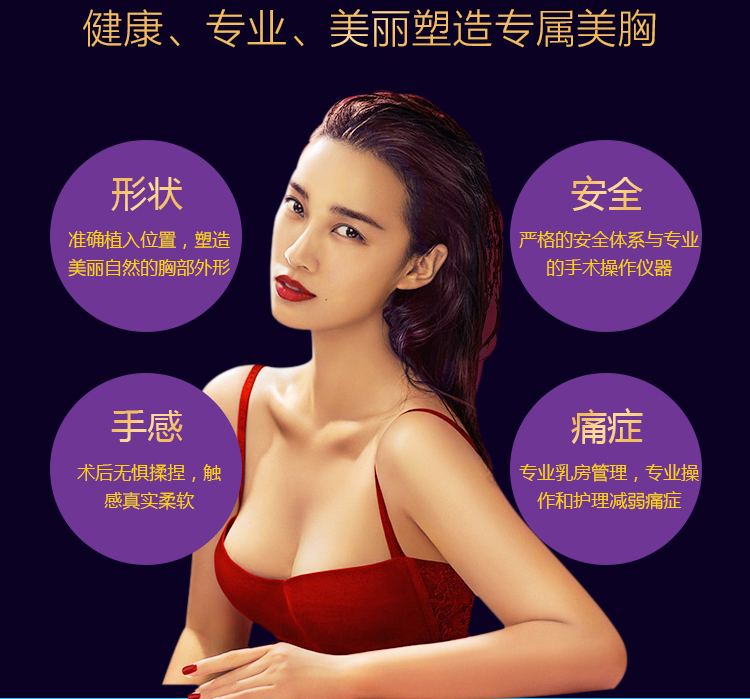 健康、专业、美丽塑造专属美胸
形状
准确植入位置，塑造
美丽自然的胸部外形
安全
严格的安全体系与专业
的手术操作仪器
手感
术后无惧揉捏，触
感真实柔软
痛症
专业乳房管理，专业操
作和护理减弱痛症